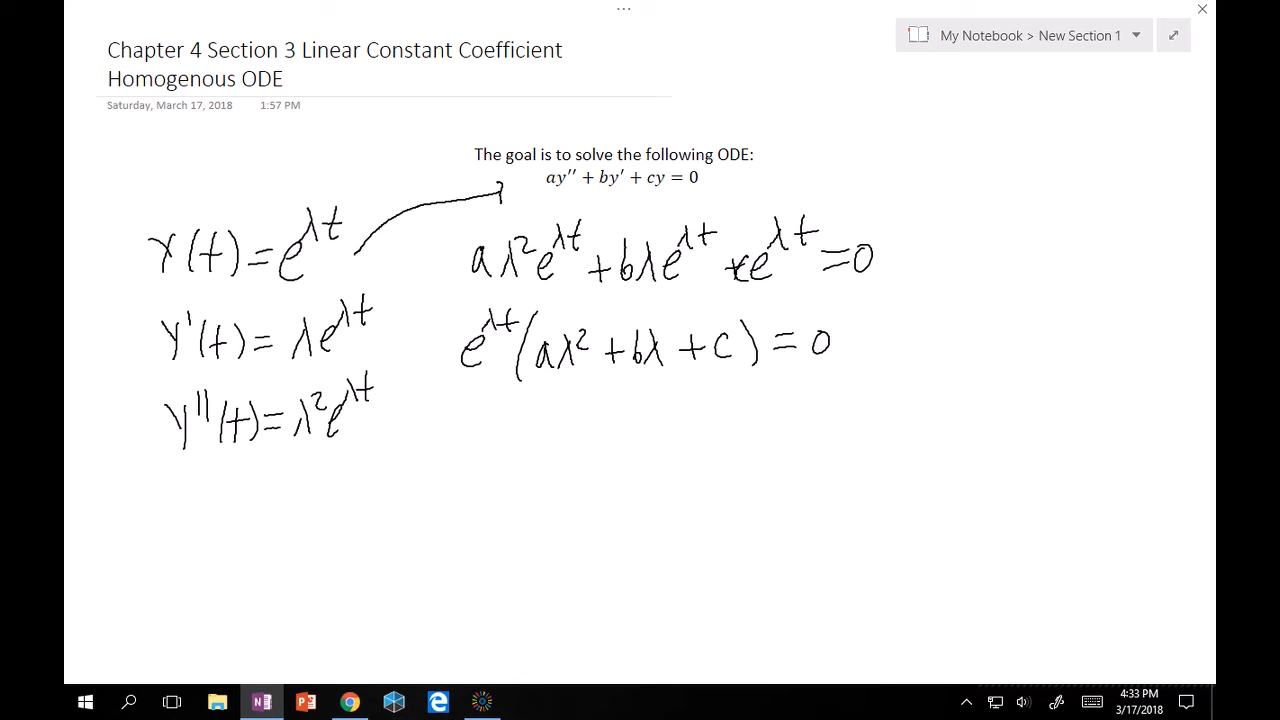 Chapter 4 Section 3 Linear Constant Coefficient
Homogenous ODE
My Notebook > New Section 1
Saturday, March 17, 2018 1:57 PM
The goal is to solve the following ODE:
ay″ + by′ + cy = 0
y(t) = e^{λt}
aλ²e^{λt} + bλe^{λt} + ce^{λt} = 0
y'(t) = λe^{λt}
e^{λt}(aλ² + bλ + c) = 0
y''(t) = λ²e^{λt}
4:33 PM
3/17/2018